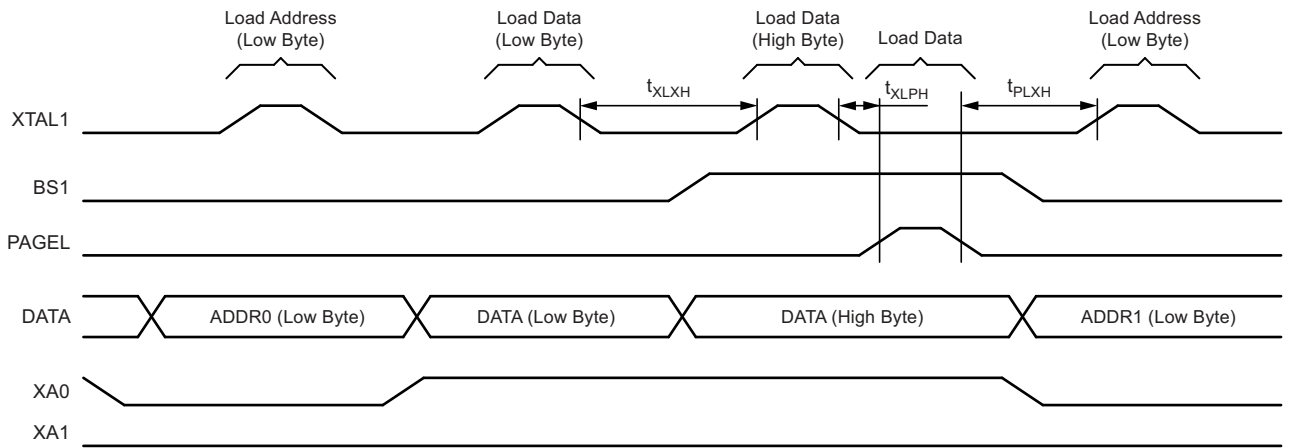 Load Address
(Low Byte)
Load Data
(Low Byte)
Load Data
(High Byte)
Load Data
Load Address
(Low Byte)
tXLXH
tXLPH
tPLXH
XTAL1
BS1
PAGEL
DATA
ADDR0 (Low Byte)
DATA (Low Byte)
DATA (High Byte)
ADDR1 (Low Byte)
XA0
XA1